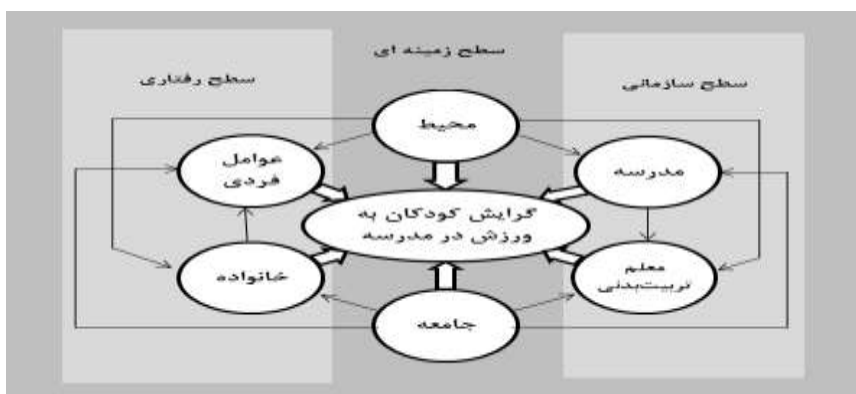 سطح زمینه ای
سطح سازمانی
سطح رفتاری
محیط
مدرسه
عوامل
فردی
گرایش کودکان به
ورزش در مدرسه
معلم
تربیت‌بدنی
خانواده
جامعه